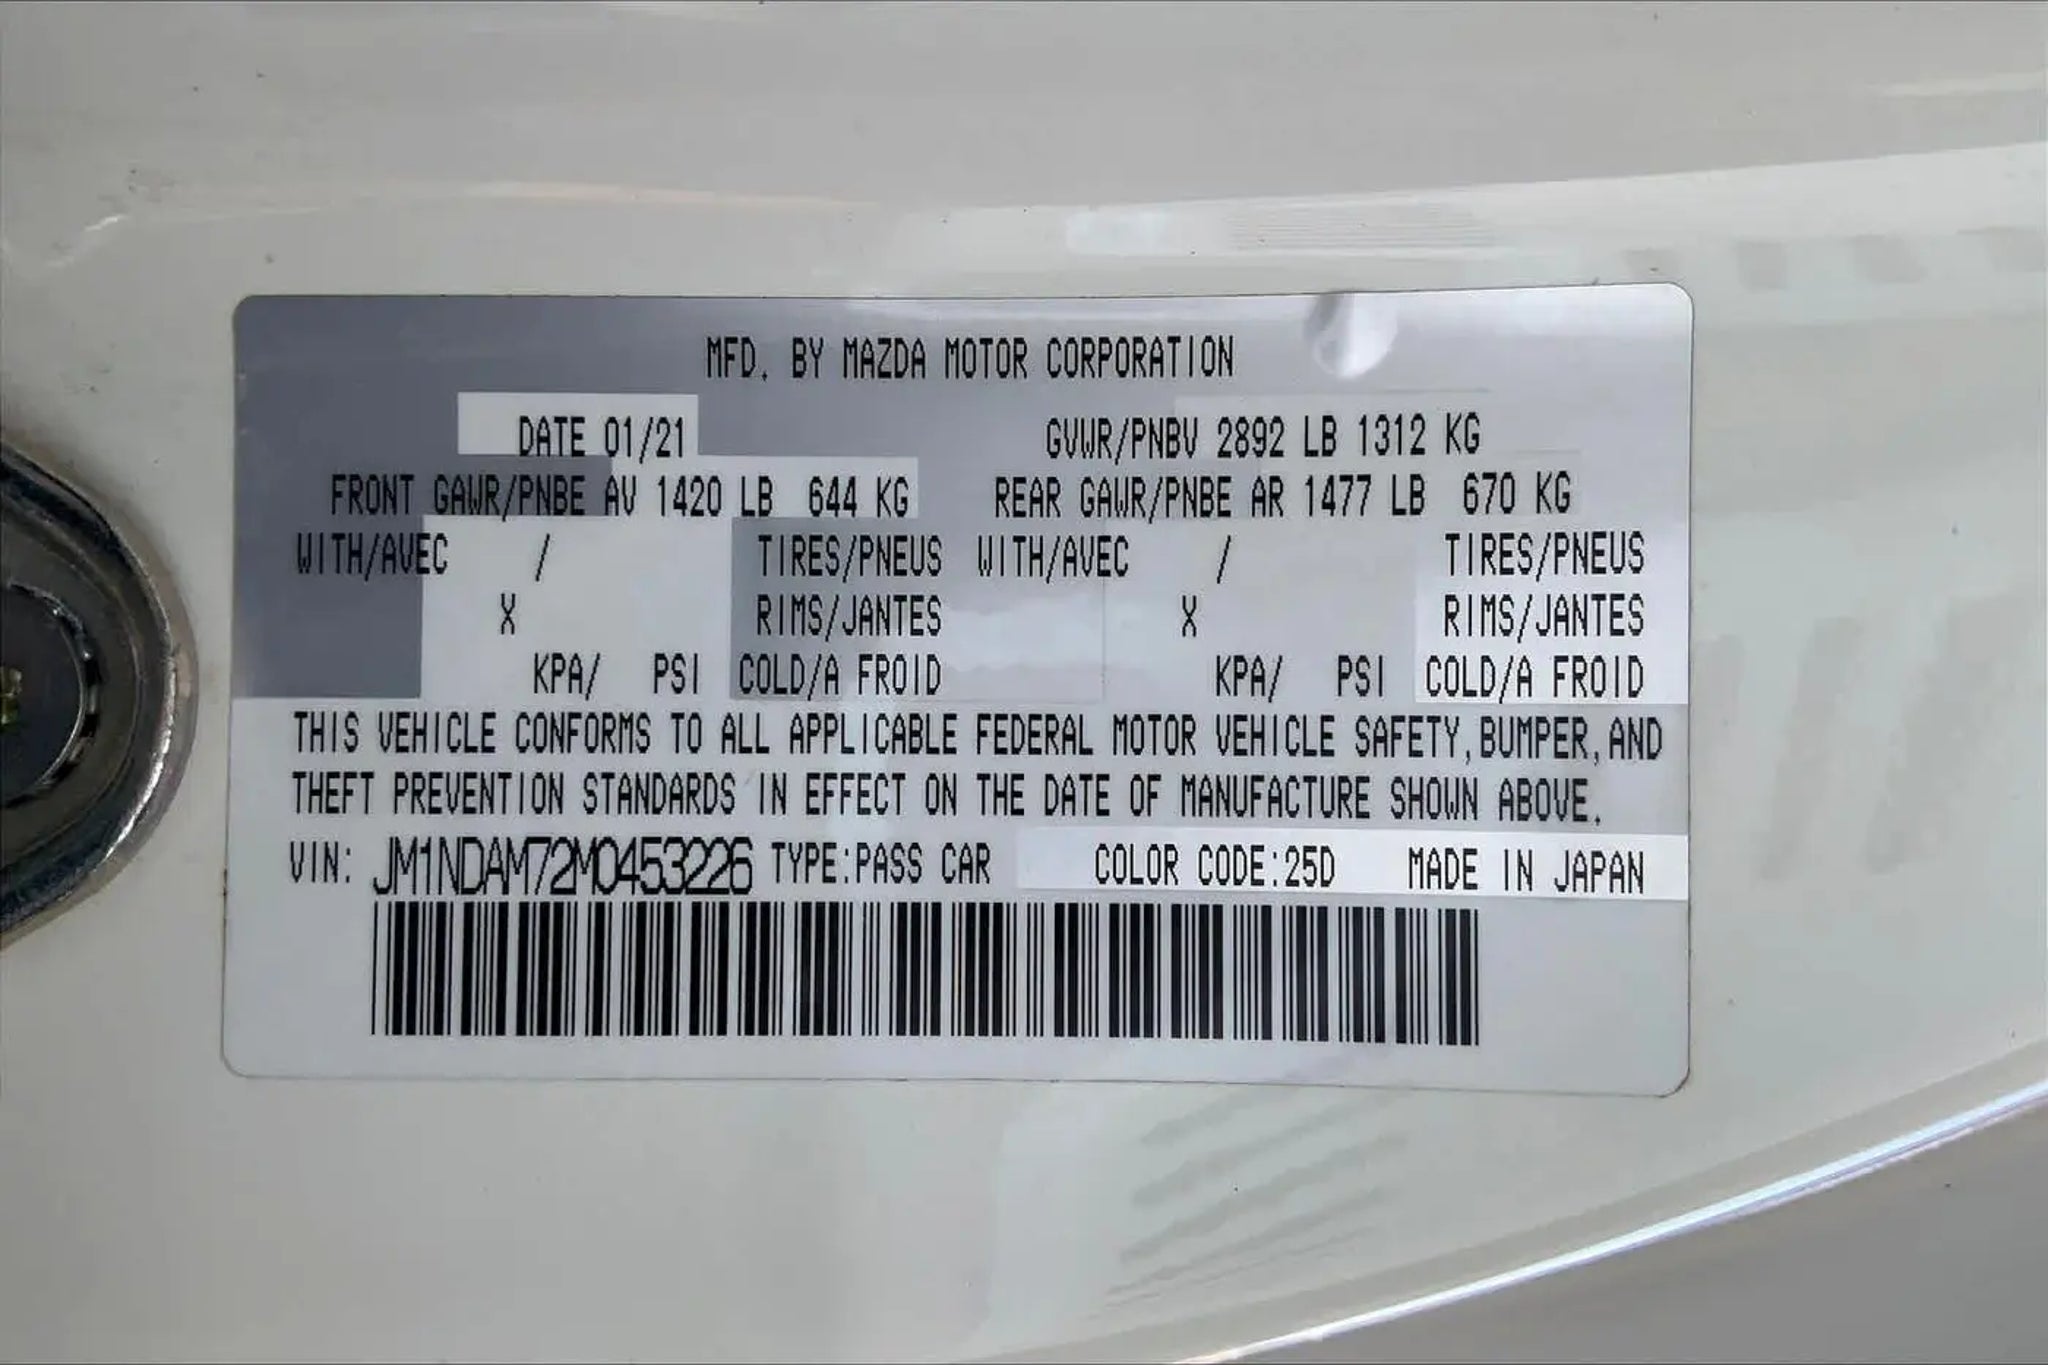 MFD. BY MAZDA MOTOR CORPORATION
DATE 01/21 GVWR/PNBV 2892 LB 1312 KG
FRONT GAWR/PNBE AV 1420 LB 644 KG REAR GAWR/PNBE AR 1477 LB 670 KG
WITH/AVEC / TIRES/PNEUS WITH/AVEC / TIRES/PNEUS
X RIMS/JANTES X RIMS/JANTES
KPA/ PSI COLD/A FROID KPA/ PSI COLD/A FROID
THIS VEHICLE CONFORMS TO ALL APPLICABLE FEDERAL MOTOR VEHICLE SAFETY, BUMPER, AND
THEFT PREVENTION STANDARDS IN EFFECT ON THE DATE OF MANUFACTURE SHOWN ABOVE.
VIN: JM1NDAM72M0453226 TYPE:PASS CAR COLOR CODE:25D MADE IN JAPAN